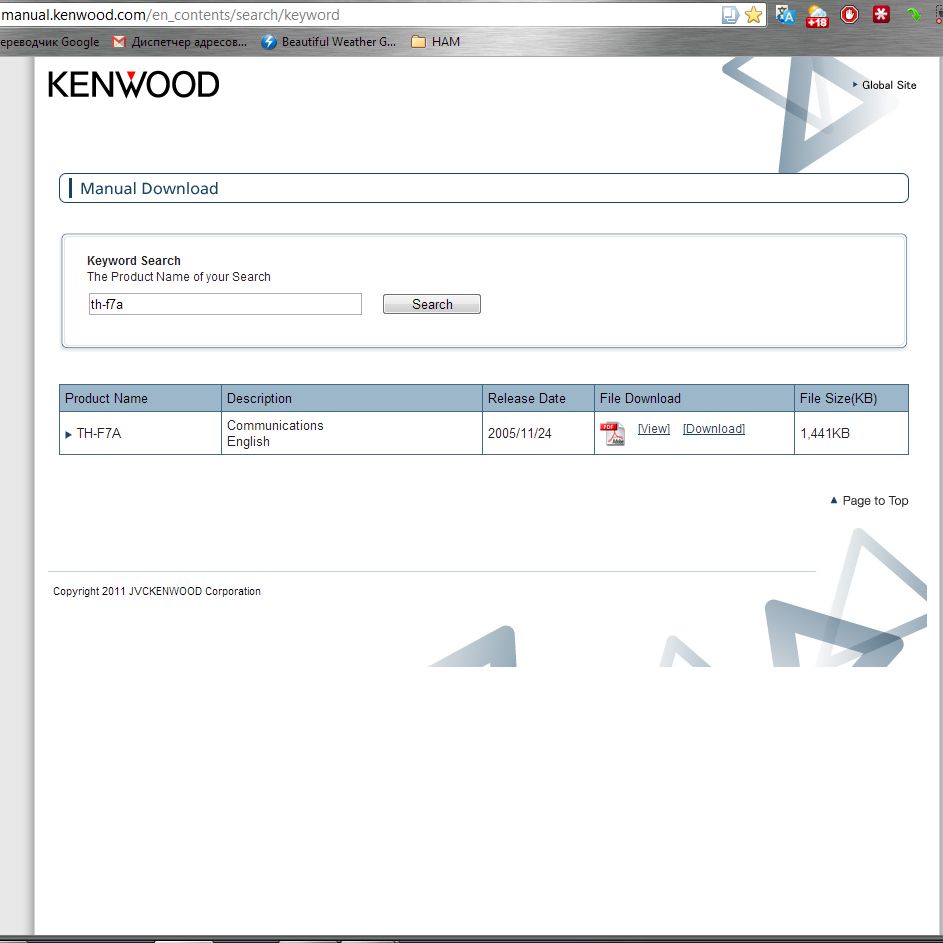 manual.kenwood.com/en_contents/search/keyword
+18
ереводчик Google Диспетчер адресов... Beautiful Weather G... HAM
KENWOOD
Global Site
Manual Download
Keyword Search
The Product Name of your Search
th-f7a Search
Product Name Description Release Date File Download File Size(KB)
TH-F7A Communications English 2005/11/24 PDF Adobe [View] [Download] 1,441KB
Page to Top
Copyright 2011 JVCKENWOOD Corporation